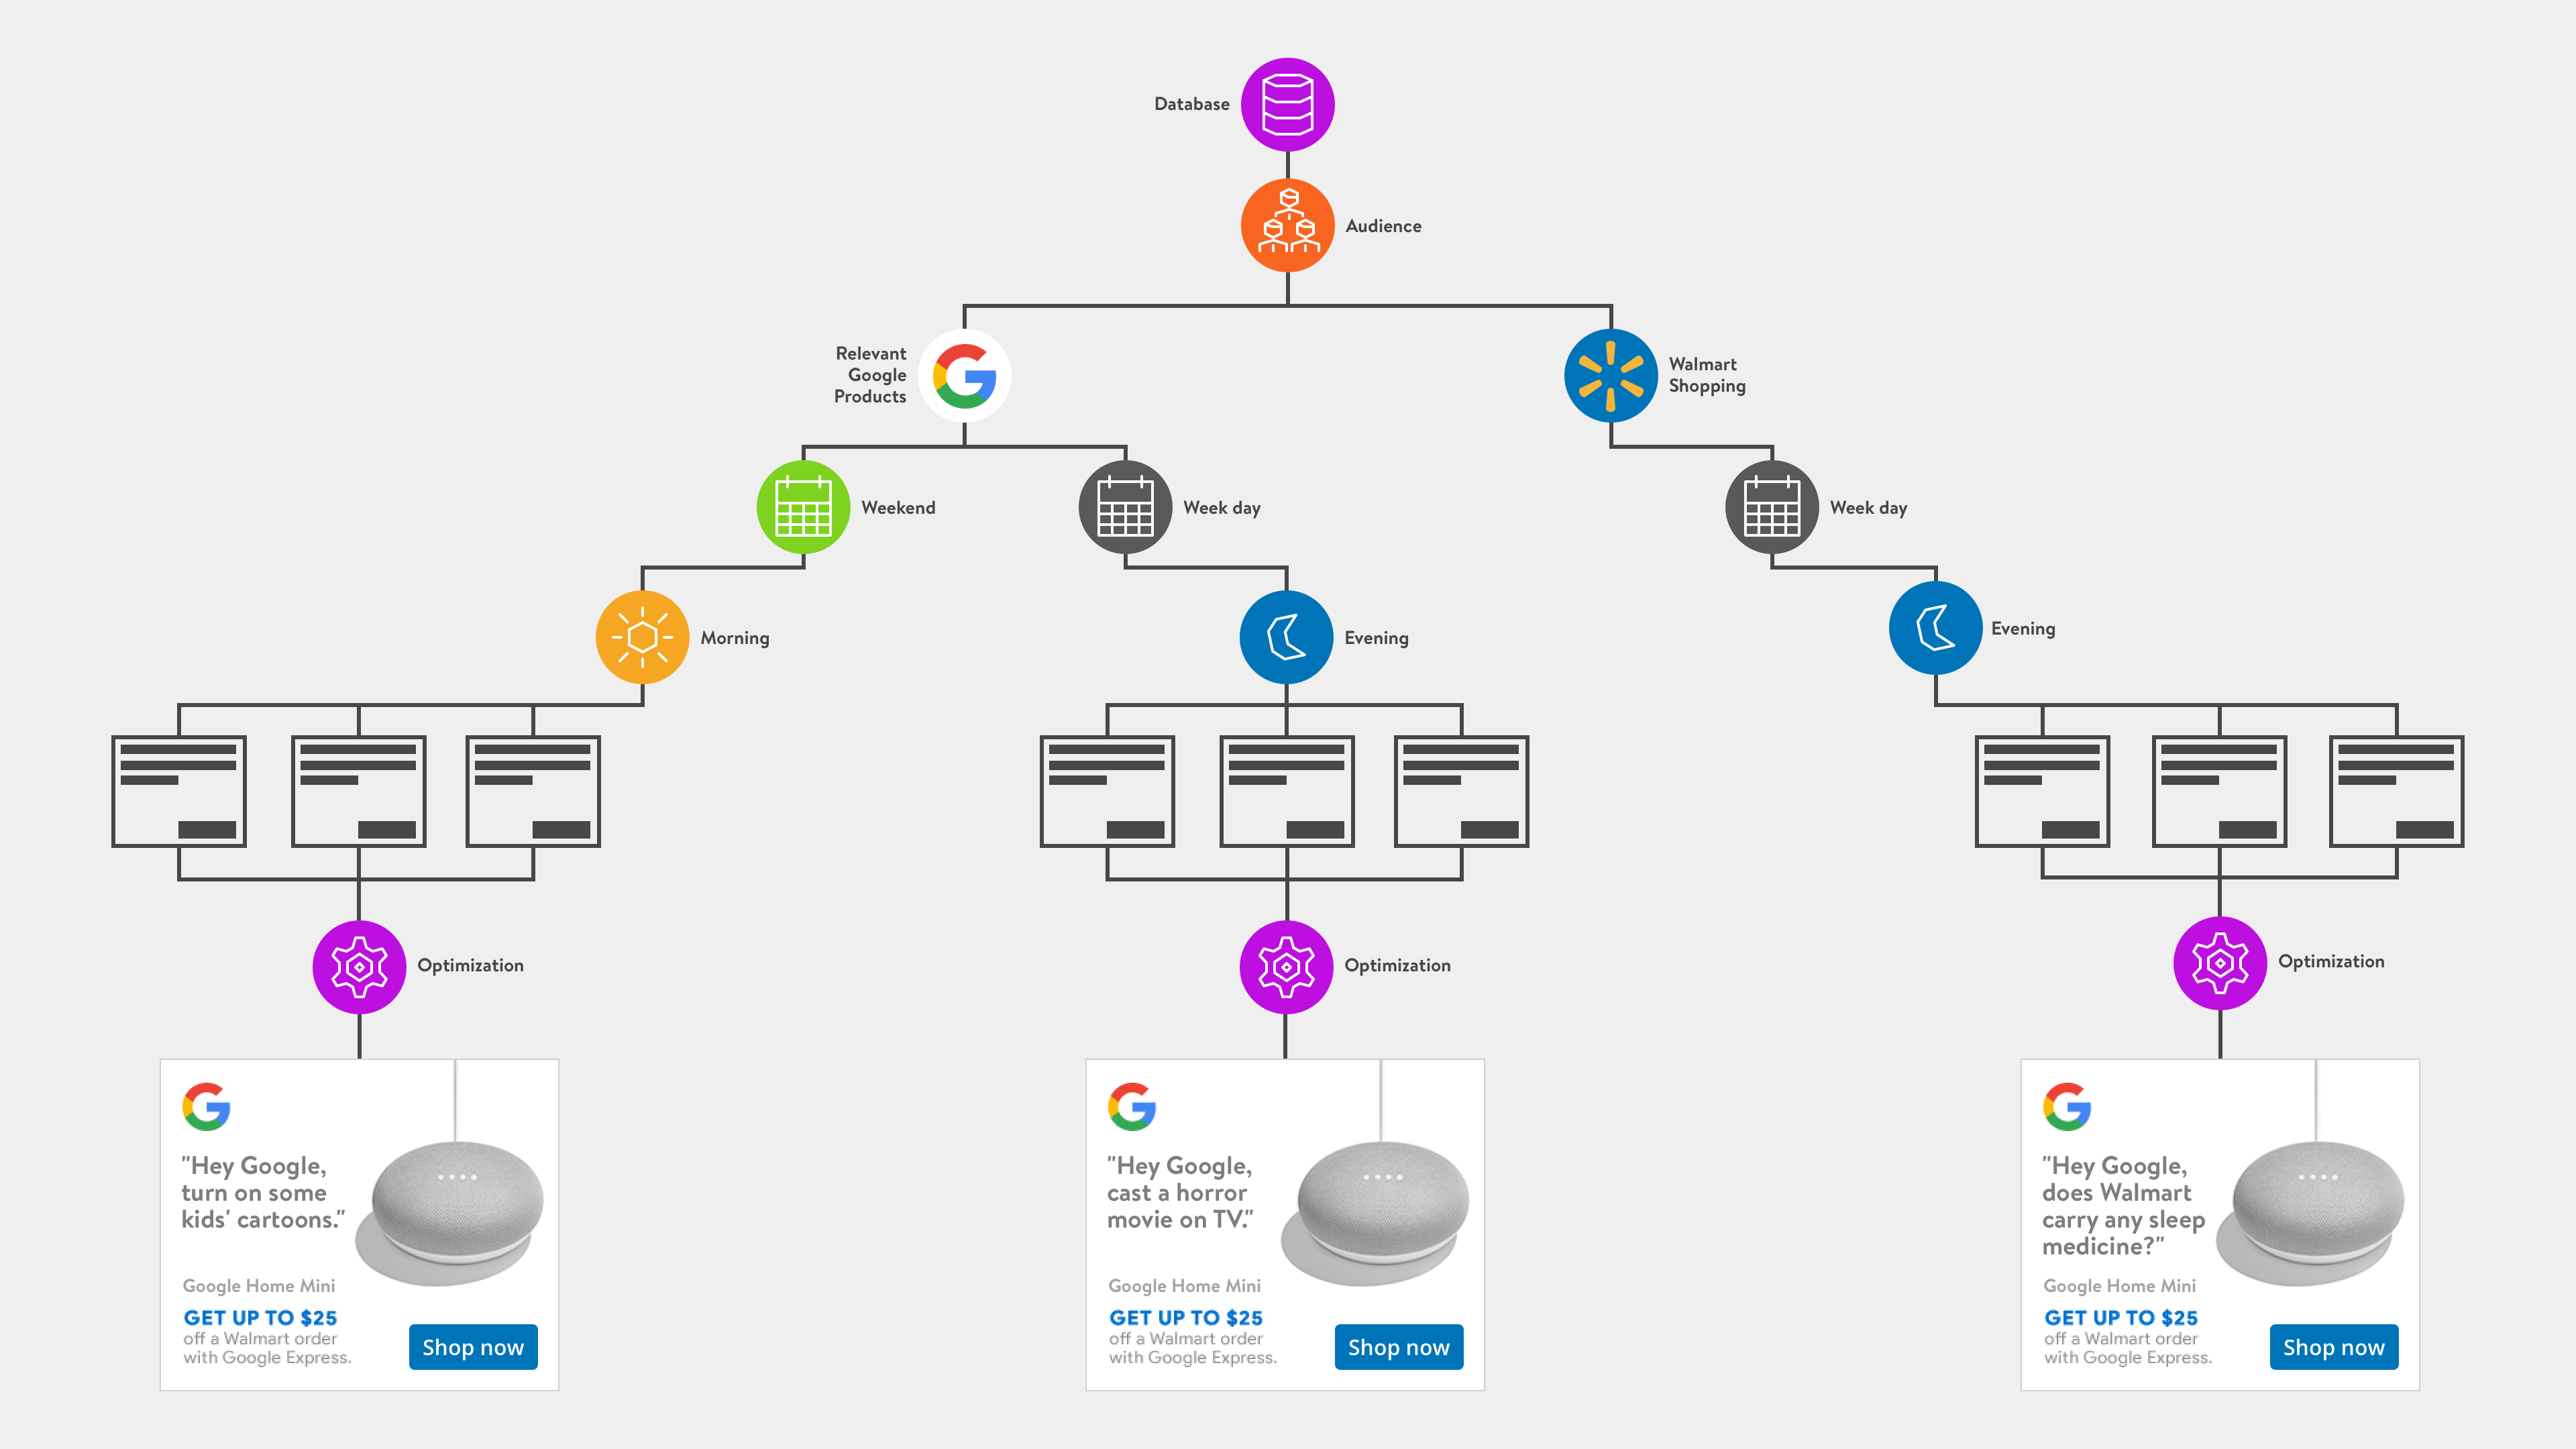 Database
Audience
Relevant
Google
Products
Walmart
Shopping
Weekend
Week day
Week day
Morning
Evening
Evening
Optimization
Optimization
Optimization
"Hey Google,
turn on some
kids' cartoons."
Google Home Mini
GET UP TO $25
off a Walmart order
with Google Express.
Shop now
"Hey Google,
cast a horror
movie on TV."
Google Home Mini
GET UP TO $25
off a Walmart order
with Google Express.
Shop now
"Hey Google,
does Walmart
carry any sleep
medicine?"
Google Home Mini
GET UP TO $25
off a Walmart order
with Google Express.
Shop now